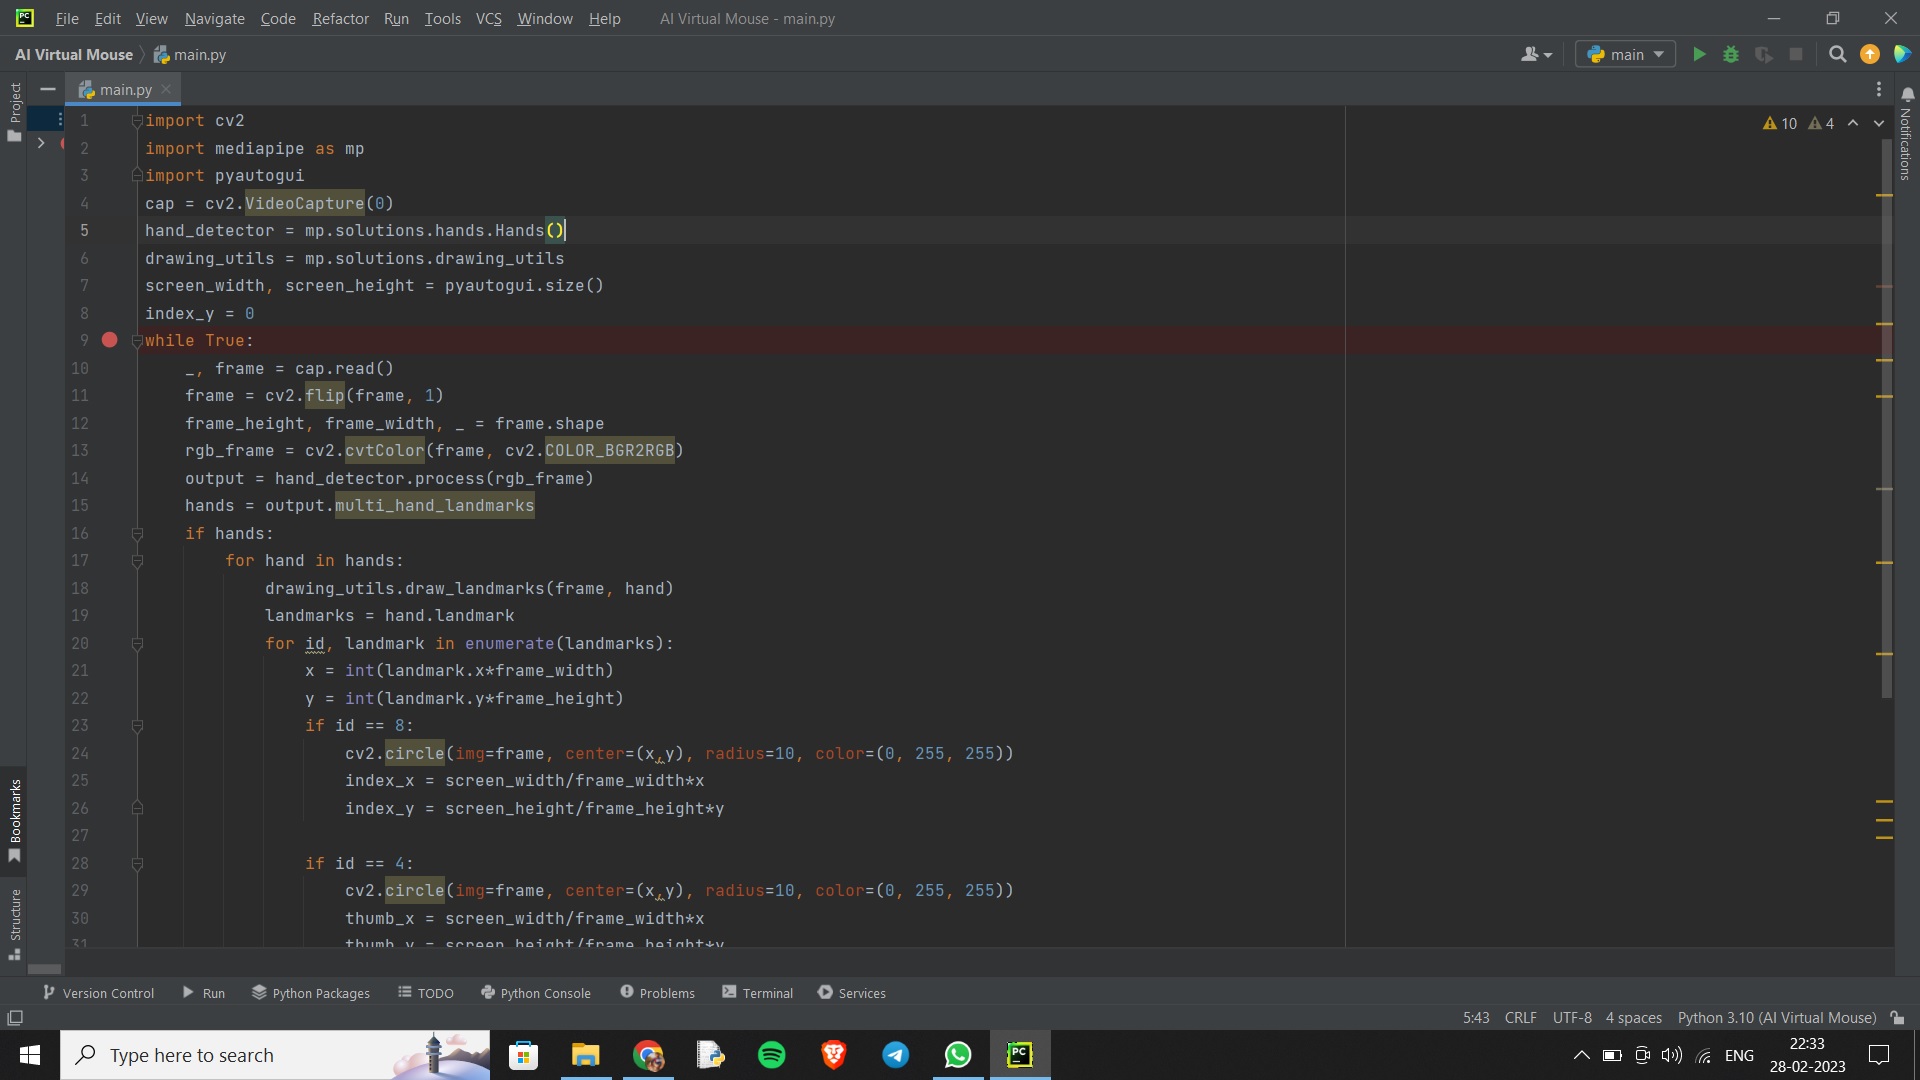 File Edit View Navigate Code Refactor Run Tools VCS Window Help AI Virtual Mouse - main.py
AI Virtual Mouse main.py main
Project
main.py
Notifications
10 4
1 import cv2
2 import mediapipe as mp
3 import pyautogui
4 cap = cv2.VideoCapture(0)
5 hand_detector = mp.solutions.hands.Hands()
6 drawing_utils = mp.solutions.drawing_utils
7 screen_width, screen_height = pyautogui.size()
8 index_y = 0
9 while True:
10 _, frame = cap.read()
11 frame = cv2.flip(frame, 1)
12 frame_height, frame_width, _ = frame.shape
13 rgb_frame = cv2.cvtColor(frame, cv2.COLOR_BGR2RGB)
14 output = hand_detector.process(rgb_frame)
15 hands = output.multi_hand_landmarks
16 if hands:
17 for hand in hands:
18 drawing_utils.draw_landmarks(frame, hand)
19 landmarks = hand.landmark
20 for id, landmark in enumerate(landmarks):
21 x = int(landmark.x*frame_width)
22 y = int(landmark.y*frame_height)
23 if id == 8:
24 cv2.circle(img=frame, center=(x,y), radius=10, color=(0, 255, 255))
25 index_x = screen_width/frame_width*x
26 index_y = screen_height/frame_height*y
27
28 if id == 4:
29 cv2.circle(img=frame, center=(x,y), radius=10, color=(0, 255, 255))
30 thumb_x = screen_width/frame_width*x
31 thumb_y = screen_height/frame_height*y
Bookmarks
Structure
Version Control Run Python Packages TODO Python Console Problems Terminal Services
5:43 CRLF UTF-8 4 spaces Python 3.10 (AI Virtual Mouse)
Type here to search
PC
ENG
22:33
28-02-2023